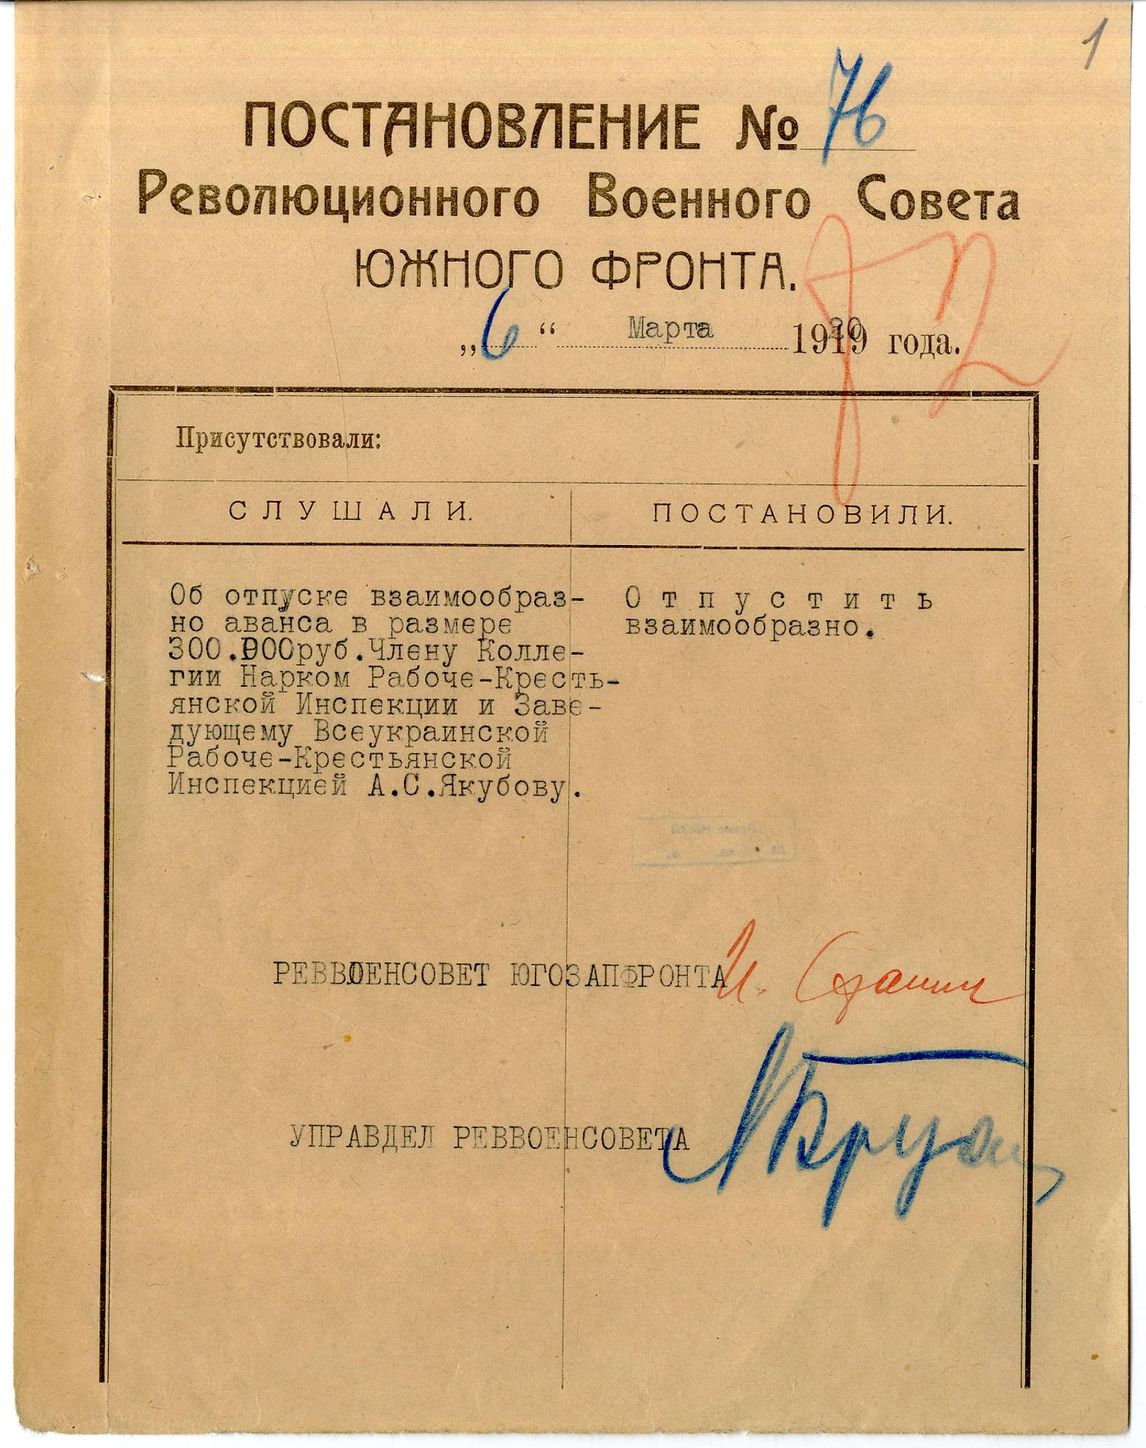 1
ПОСТАНОВЛЕНИЕ № 76
Революционного Военного Совета
ЮЖНОГО ФРОНТА.
„6“ Марта 1920 года.
Присутствовали:
СЛУШАЛИ. ПОСТАНОВИЛИ.
Об отпуске взаимообраз-
но аванса в размере
300.000руб.Члену Колле-
гии Нарком Рабоче-Кресть-
янской Инспекции и Заве-
дующему Всеукраинской
Рабоче-Крестьянской
Инспекцией А.С.Якубову.
Отпустить
взаимообразно.
РЕВВОЕНСОВЕТ ЮГОЗАПФРОНТА И. Сталин
УПРАВДЕЛ РЕВВОЕНСОВЕТА